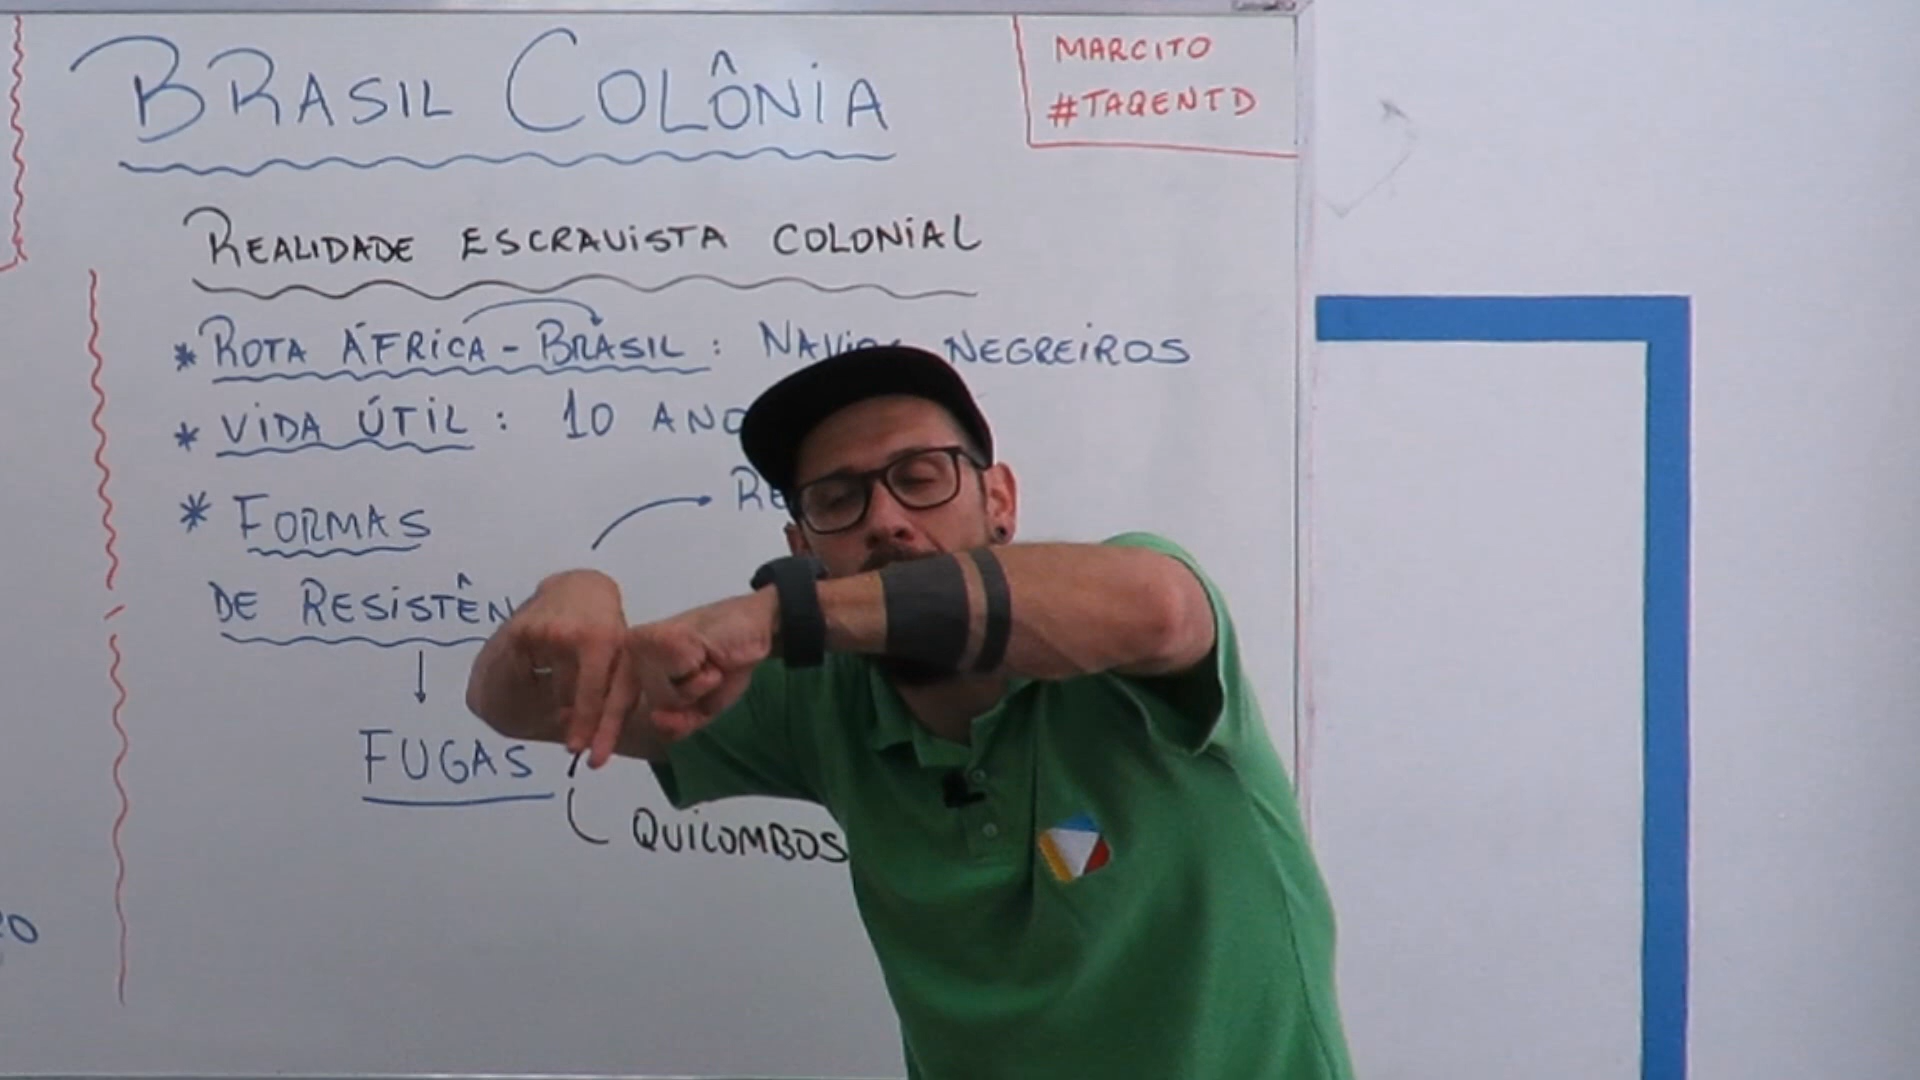 BRASIL COLÔNIA
MARCITO
#TAQENTD
REALIDADE ESCRAVISTA COLONIAL
* ROTA ÁFRICA - BRASIL : NEGREIROS
* VIDA ÚTIL : 10
* FORMAS
DE
FUGAS
QUILOMBOS